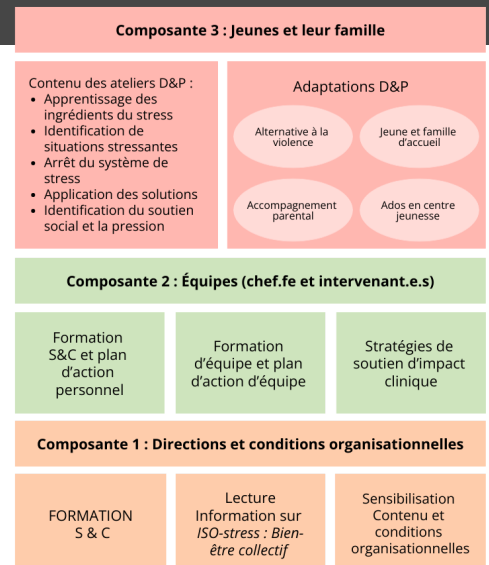 Composante 3 : Jeunes et leur famille
Contenu des ateliers D&P :
• Apprentissage des
ingrédients du stress
• Identification de
situations stressantes
• Arrêt du système de
stress
• Application des solutions
• Identification du soutien
social et la pression
Adaptations D&P
Alternative à la
violence
Jeune et famille
d'accueil
Accompagnement
parental
Ados en centre
jeunesse
Composante 2 : Équipes (chef.fe et intervenant.e.s)
Formation
S&C et plan
d'action
personnel
Formation
d'équipe et plan
d'action d'équipe
Stratégies de
soutien d'impact
clinique
Composante 1 : Directions et conditions organisationnelles
FORMATION
S & C
Lecture
Information sur
ISO-stress : Bien-
être collectif
Sensibilisation
Contenu et
conditions
organisationnelles